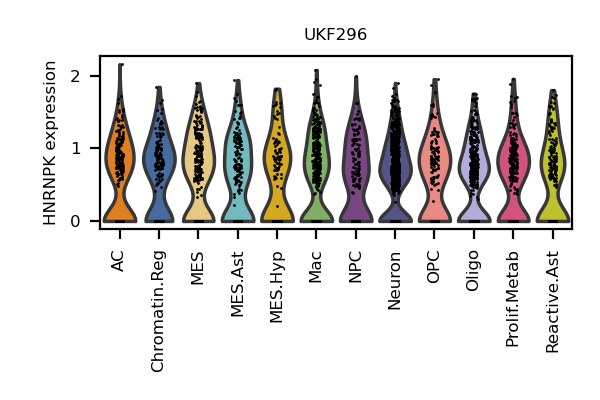 UKF296
HNRNPK expression
2
1
0
AC
Chromatin.Reg
MES
MES.Ast
MES.Hyp
Mac
NPC
Neuron
OPC
Oligo
Prolif.Metab
Reactive.Ast